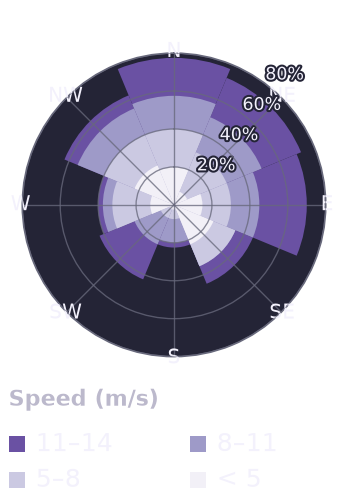 N
NW
NE
80%
60%
40%
20%
W
E
SW
SE
S
Speed (m/s)
11–14
8–11
5–8
< 5